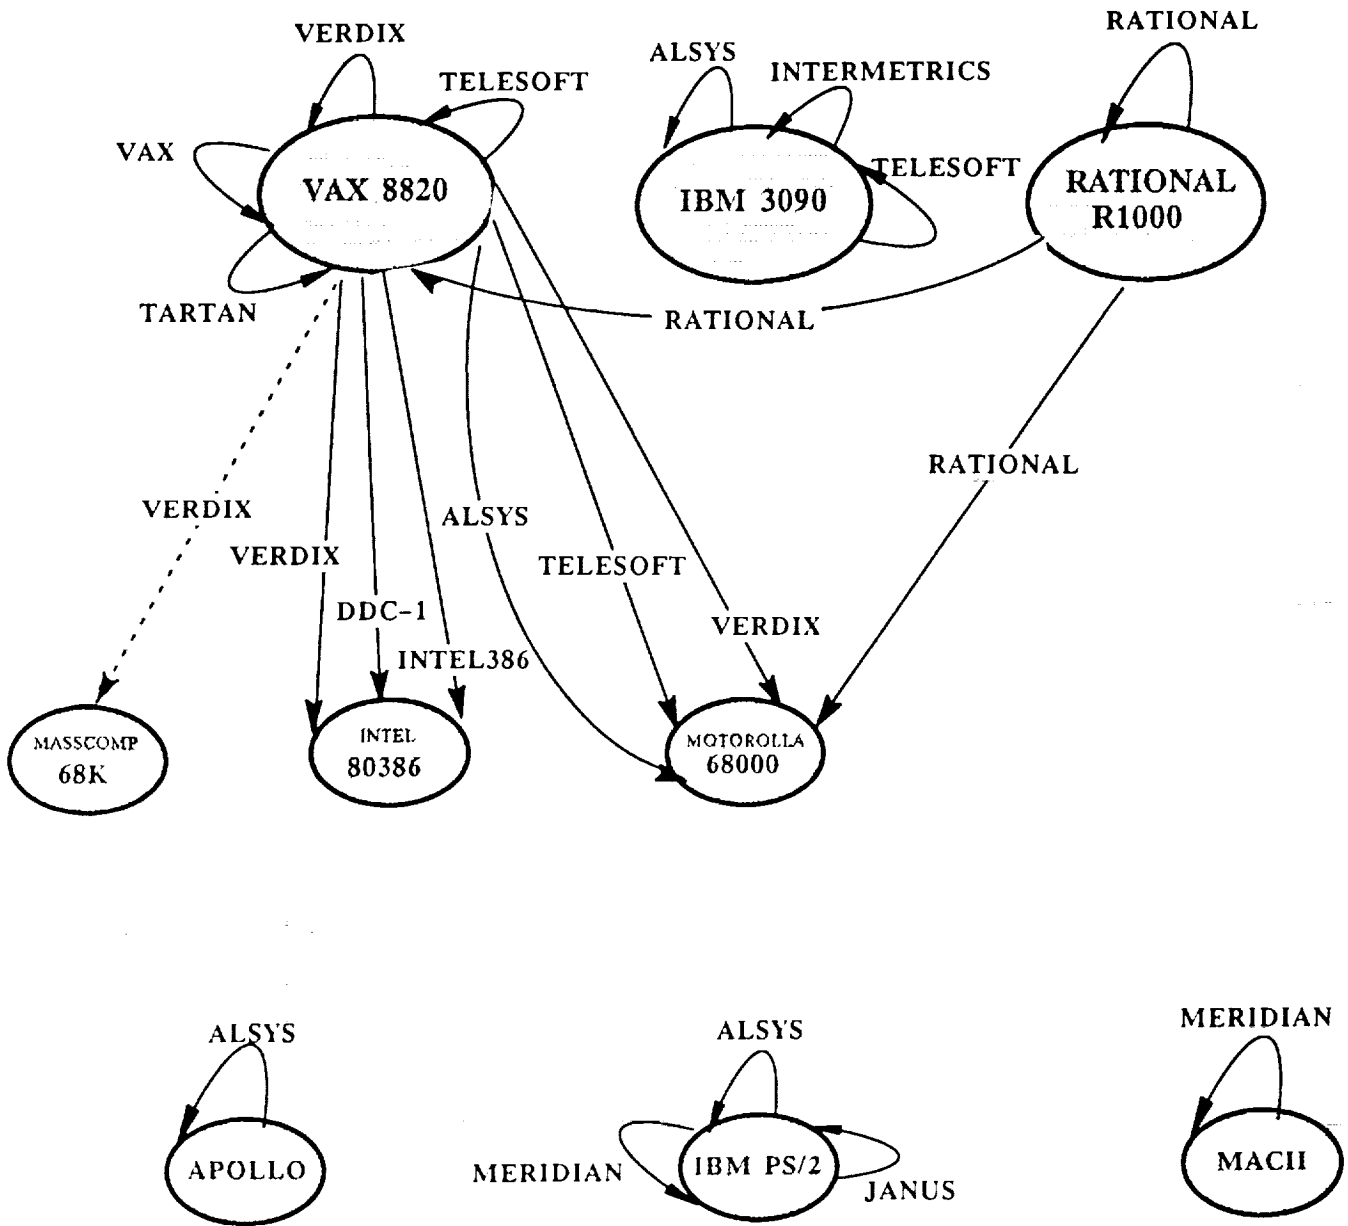 VERDIX
TELESOFT
VAX
VAX 8820
TARTAN
ALSYS
INTERMETRICS
TELESOFT
IBM 3090
RATIONAL
RATIONAL
R1000
RATIONAL
RATIONAL
VERDIX
VERDIX
DDC-1
INTEL386
ALSYS
TELESOFT
VERDIX
MASSCOMP
68K
INTEL
80386
MOTOROLLA
68000
ALSYS
APOLLO
ALSYS
MERIDIAN
IBM PS/2
JANUS
MERIDIAN
MACII